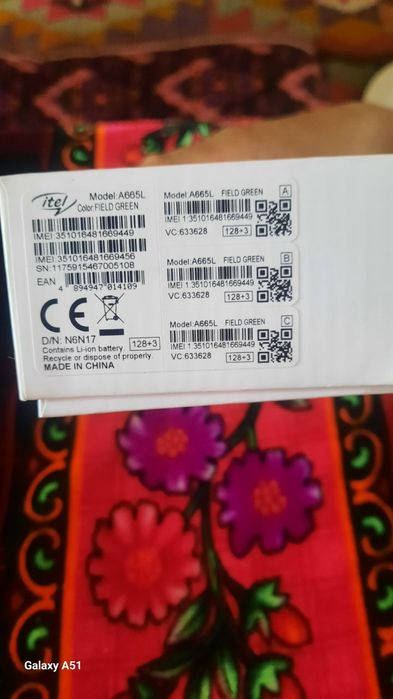 itel
Model:A665L
Color:FIELD GREEN
IMEI:351016481669449
IMEI:351016481669456
SN:1175915467005108
EAN
4 894947 014109
CE
D/N: N6N17
128+3
Contains Li-ion battery.
Recycle or dispose of properly.
MADE IN CHINA
Model:A665L FIELD GREEN A
IMEI 1:351016481669449
VC:633628 128+3
Model:A665L FIELD GREEN B
IMEI 1:351016481669449
VC:633628 128+3
Model:A665L FIELD GREEN C
IMEI 1:351016481669449
VC:633628 128+3
Galaxy A51